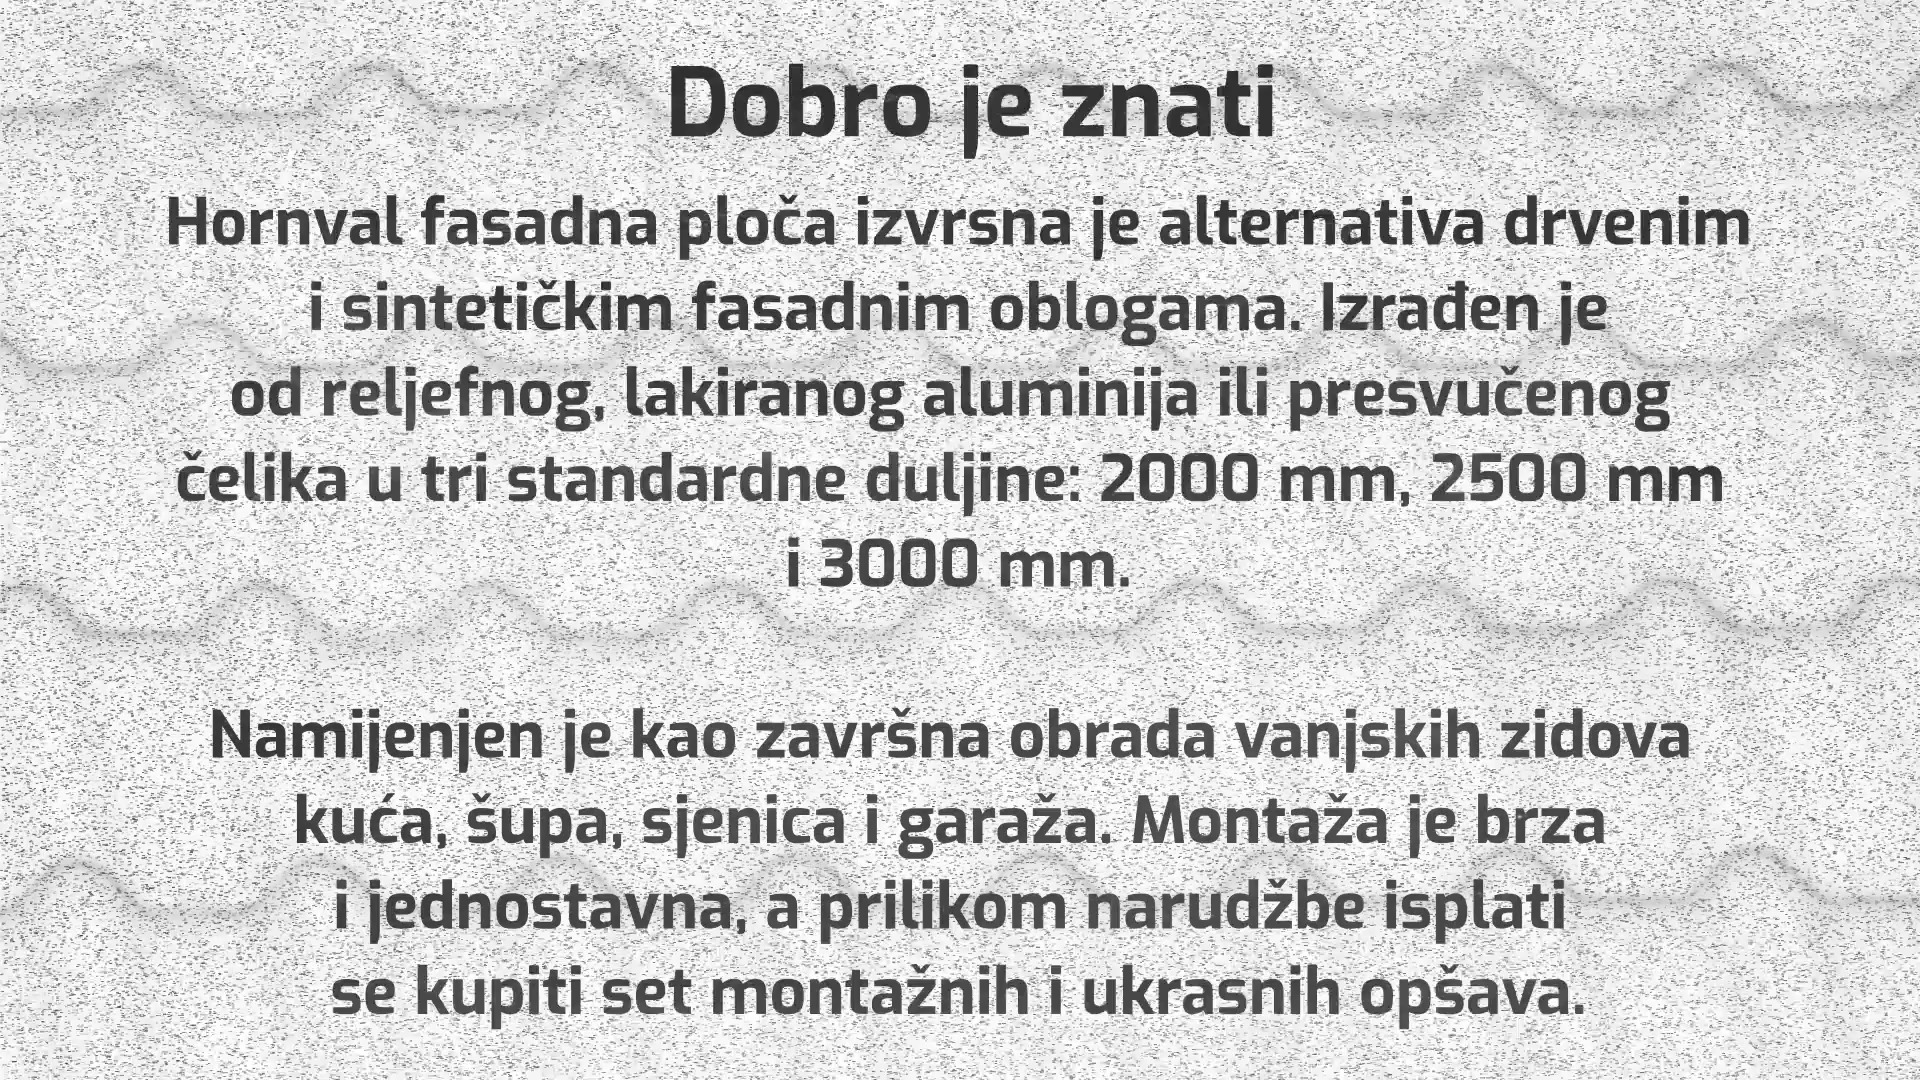 Dobro je znati
Hornval fasadna ploča izvrsna je alternativa drvenim
i sintetičkim fasadnim oblogama. Izrađen je
od reljefnog, lakiranog aluminija ili presvučenog
čelika u tri standardne duljine: 2000 mm, 2500 mm
i 3000 mm.
Namijenjen je kao završna obrada vanjskih zidova
kuća, šupa, sjenica i garaža. Montaža je brza
i jednostavna, a prilikom narudžbe isplati
se kupiti set montažnih i ukrasnih opšava.